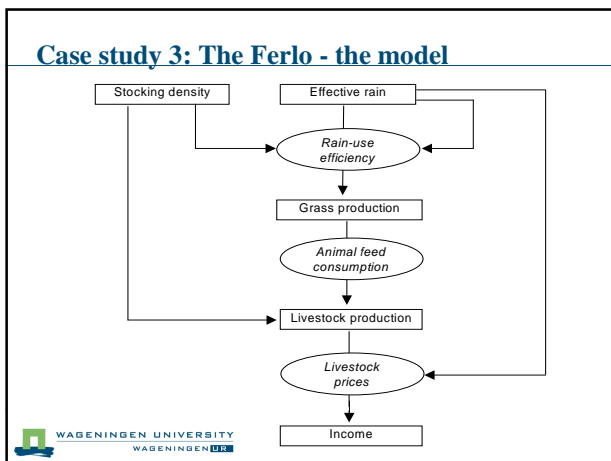 Case study 3: The Ferlo - the model
Stocking density
Effective rain
Rain-use
efficiency
Grass production
Animal feed
consumption
Livestock production
Livestock
prices
Income
WAGENINGEN UNIVERSITY
WAGENINGEN UR